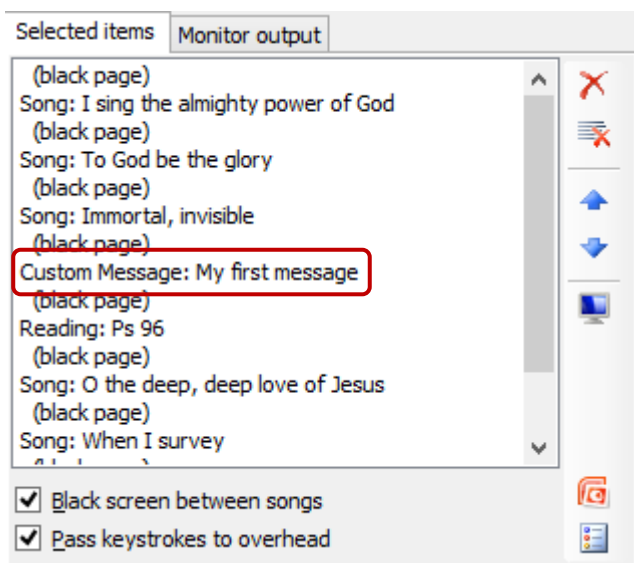 Selected items
Monitor output
(black page)
Song: I sing the almighty power of God
(black page)
Song: To God be the glory
(black page)
Song: Immortal, invisible
(black page)
Custom Message: My first message
(black page)
Reading: Ps 96
(black page)
Song: O the deep, deep love of Jesus
(black page)
Song: When I survey
Black screen between songs
Pass keystrokes to overhead